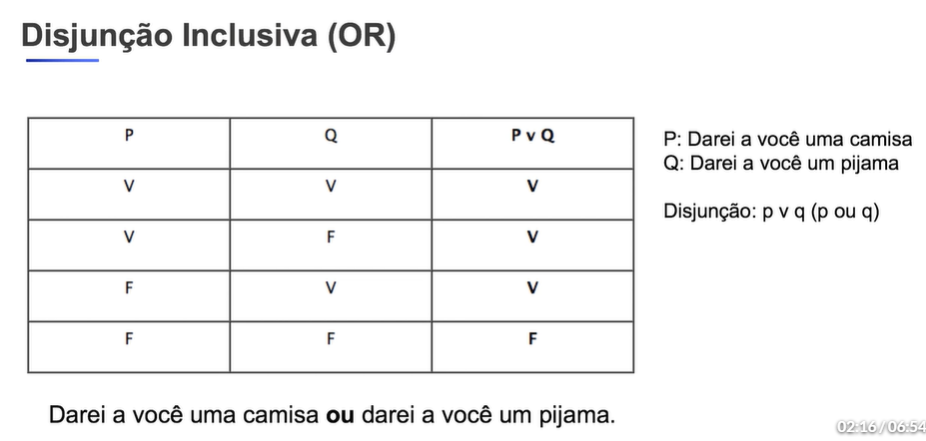 Disjunção Inclusiva (OR)
P Q P v Q
V V V
V F V
F V V
F F F
P: Darei a você uma camisa
Q: Darei a você um pijama
Disjunção: p v q (p ou q)
Darei a você uma camisa ou darei a você um pijama.
02:16 / 06:54